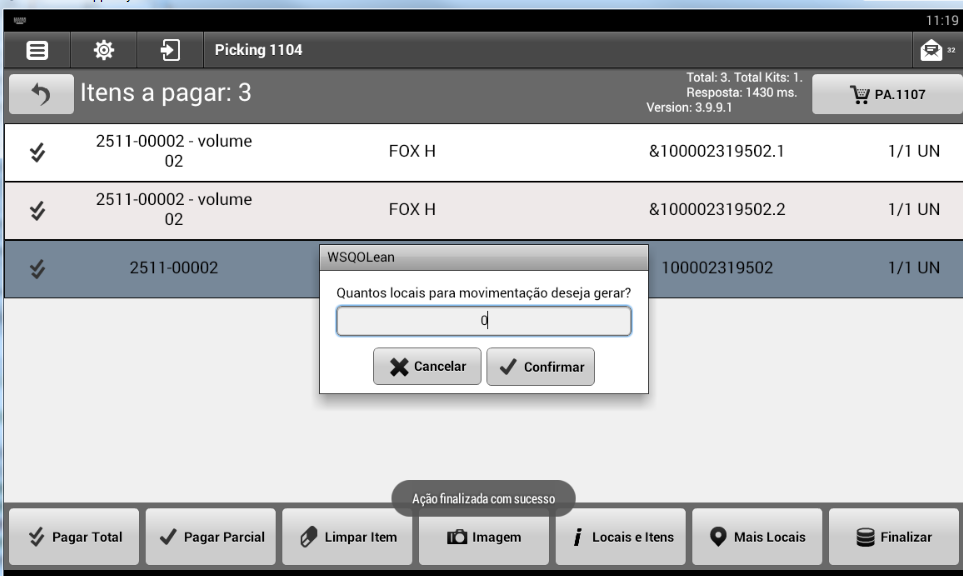 11:19
Picking 1104
32
Itens a pagar: 3
Total: 3. Total Kits: 1.
Resposta: 1430 ms.
Version: 3.9.9.1
PA.1107
2511-00002 - volume
02
FOX H
&100002319502.1
1/1 UN
2511-00002 - volume
02
FOX H
&100002319502.2
1/1 UN
2511-00002
100002319502
1/1 UN
WSQOLean
Quantos locais para movimentação deseja gerar?
0
Cancelar
Confirmar
Ação finalizada com sucesso
Pagar Total
Pagar Parcial
Limpar Item
Imagem
Locais e Itens
Mais Locais
Finalizar